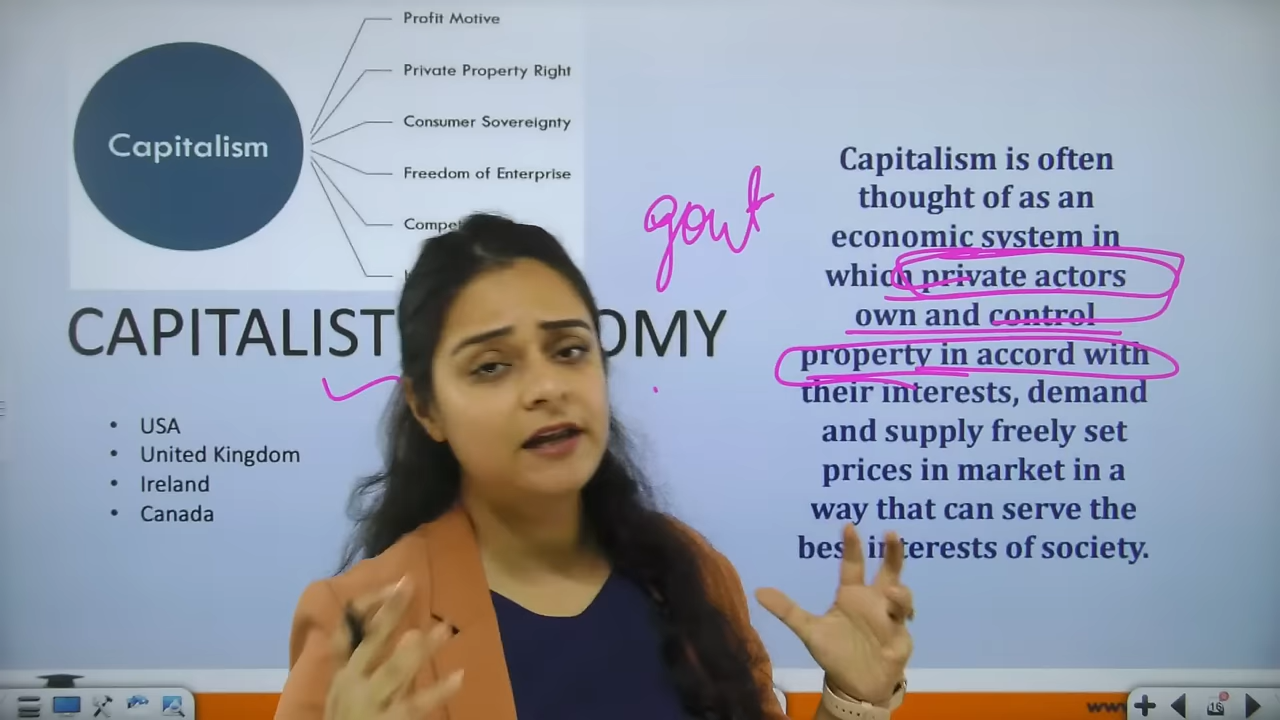 Profit Motive
Private Property Right
Consumer Sovereignty
Freedom of Enterprise
Capitalism
govt
CAPITALIST
OMY
USA
United Kingdom
Ireland
Canada
Capitalism is often
thought of as an
economic system in
which private actors
own and control
property in accord with
their interests, demand
and supply freely set
prices in market in a
way that can serve the
interests of society.
16